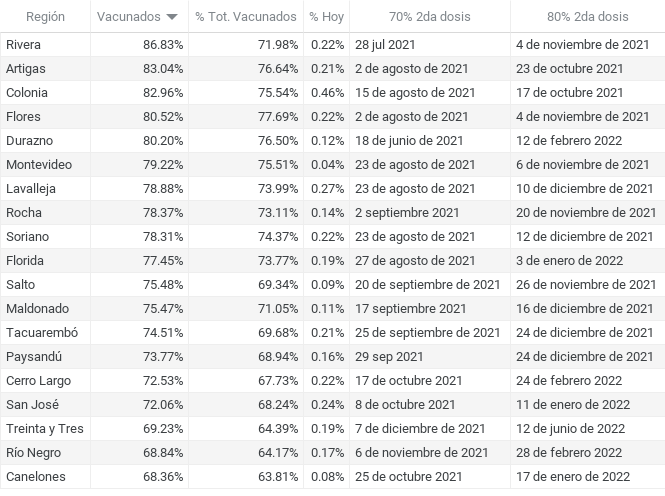 Región Vacunados % Tot. Vacunados % Hoy 70% 2da dosis 80% 2da dosis
Rivera 86.83% 71.98% 0.22% 28 jul 2021 4 de noviembre de 2021
Artigas 83.04% 76.64% 0.21% 2 de agosto de 2021 23 de octubre 2021
Colonia 82.96% 75.54% 0.46% 15 de agosto de 2021 17 de octubre 2021
Flores 80.52% 77.69% 0.22% 2 de agosto de 2021 4 de noviembre de 2021
Durazno 80.20% 76.50% 0.12% 18 de junio de 2021 12 de febrero 2022
Montevideo 79.22% 75.51% 0.04% 23 de agosto de 2021 6 de noviembre de 2021
Lavalleja 78.88% 73.99% 0.27% 23 de agosto de 2021 10 de diciembre de 2021
Rocha 78.37% 73.11% 0.14% 2 septiembre 2021 20 de noviembre de 2021
Soriano 78.31% 74.37% 0.22% 23 de agosto de 2021 12 de diciembre de 2021
Florida 77.45% 73.77% 0.19% 27 de agosto de 2021 3 de enero de 2022
Salto 75.48% 69.34% 0.09% 20 de septiembre de 2021 26 de noviembre de 2021
Maldonado 75.47% 71.05% 0.11% 17 septiembre 2021 16 de diciembre de 2021
Tacuarembó 74.51% 69.68% 0.21% 25 de septiembre de 2021 24 de diciembre de 2021
Paysandú 73.77% 68.94% 0.16% 29 sep 2021 24 de diciembre de 2021
Cerro Largo 72.53% 67.73% 0.22% 17 de octubre 2021 24 de febrero 2022
San José 72.06% 68.24% 0.24% 8 de octubre 2021 11 de enero de 2022
Treinta y Tres 69.23% 64.39% 0.19% 7 de diciembre de 2021 12 de junio de 2022
Río Negro 68.84% 64.17% 0.17% 6 de noviembre de 2021 28 de febrero 2022
Canelones 68.36% 63.81% 0.08% 25 de octubre 2021 17 de enero de 2022